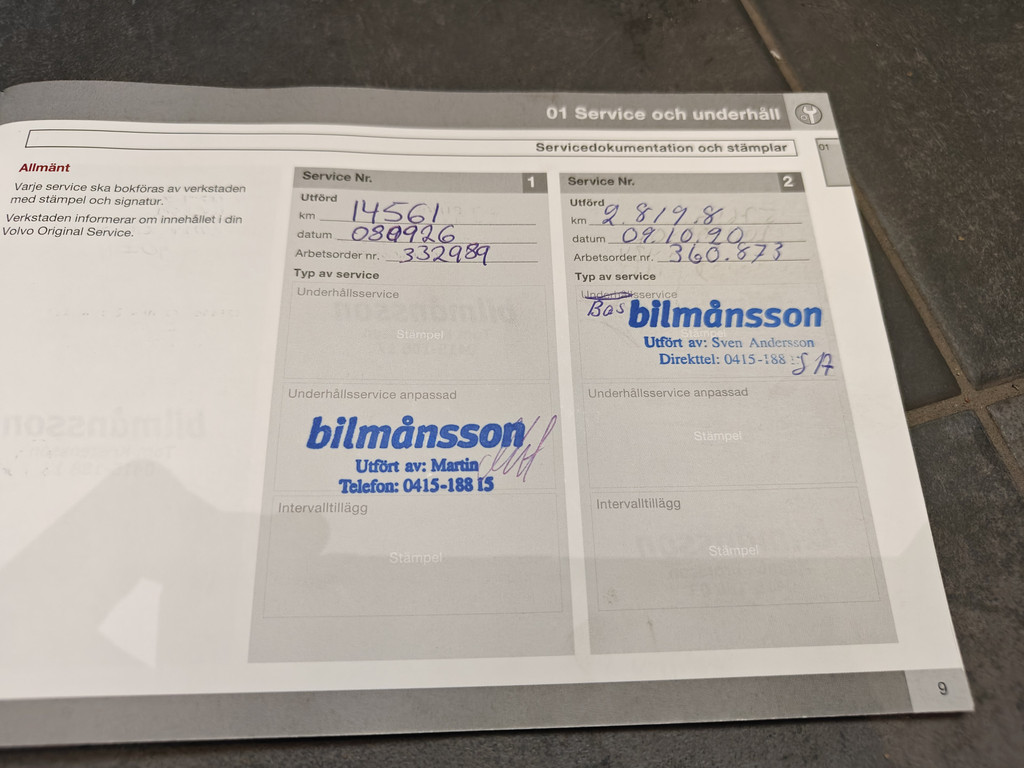 01 Service och underhåll
Servicedokumentation och stämplar
01
Allmänt
Varje service ska bokföras av verkstaden
med stämpel och signatur.
Verkstaden informerar om innehållet i din
Volvo Original Service.
Service Nr. 1
Utförd
km 14561
datum 080926
Arbetsorder nr. 332989
Typ av service
Underhållsservice
Stämpel
Underhållsservice anpassad
bilmånsson
Utfört av: Martin
Telefon: 0415-188 15
Intervalltillägg
Stämpel
Service Nr. 2
Utförd
km 2.819.8
datum 09.10.20
Arbetsorder nr. 360.873
Typ av service
Underhållsservice
Bas bilmånsson
Utfört av: Sven Andersson
Direkttel: 0415-188
SA
Underhållsservice anpassad
Stämpel
Intervalltillägg
Stämpel
9